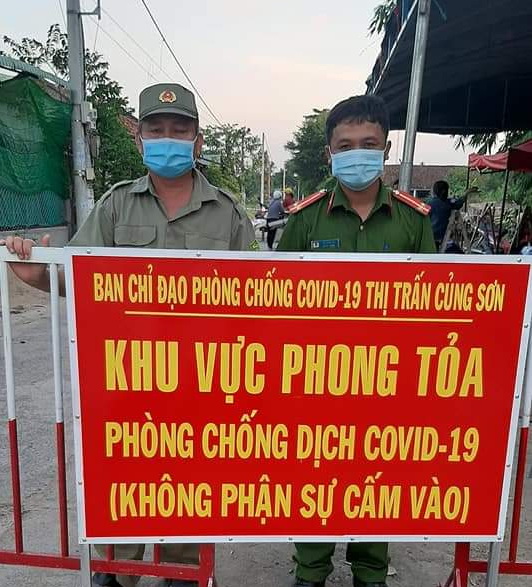 BAN CHỈ ĐẠO PHÒNG CHỐNG COVID-19 THỊ TRẤN CỦNG SƠN
KHU VỰC PHONG TỎA
PHÒNG CHỐNG DỊCH COVID-19
(KHÔNG PHẬN SỰ CẤM VÀO)